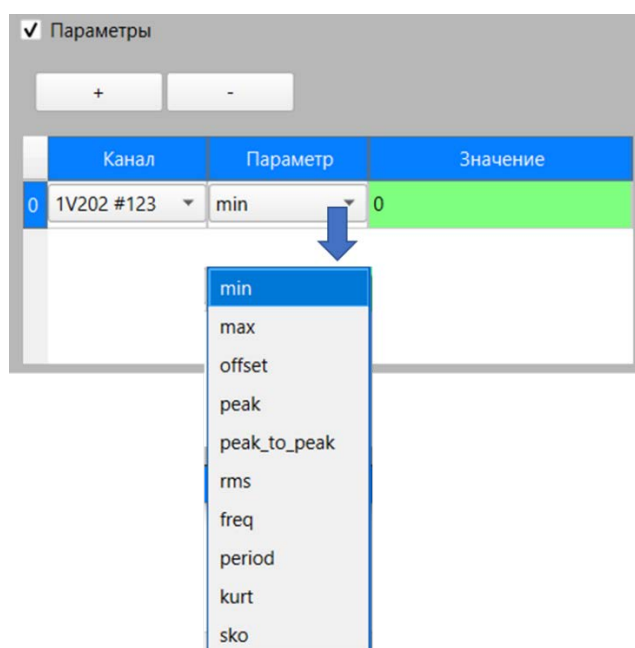 Параметры
+ -
Канал Параметр Значение
0 1V202 #123 min 0
min
max
offset
peak
peak_to_peak
rms
freq
period
kurt
sko